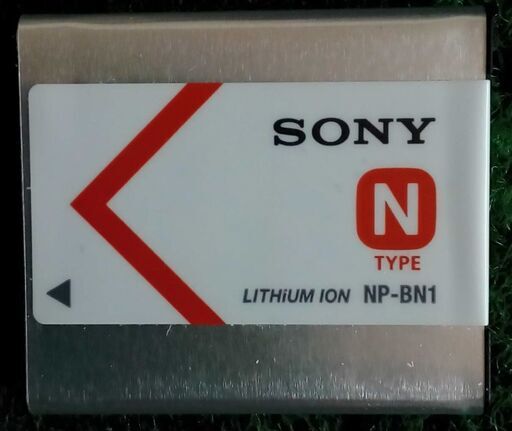 SONY
N
TYPE
LITHiUM ION NP-BN1